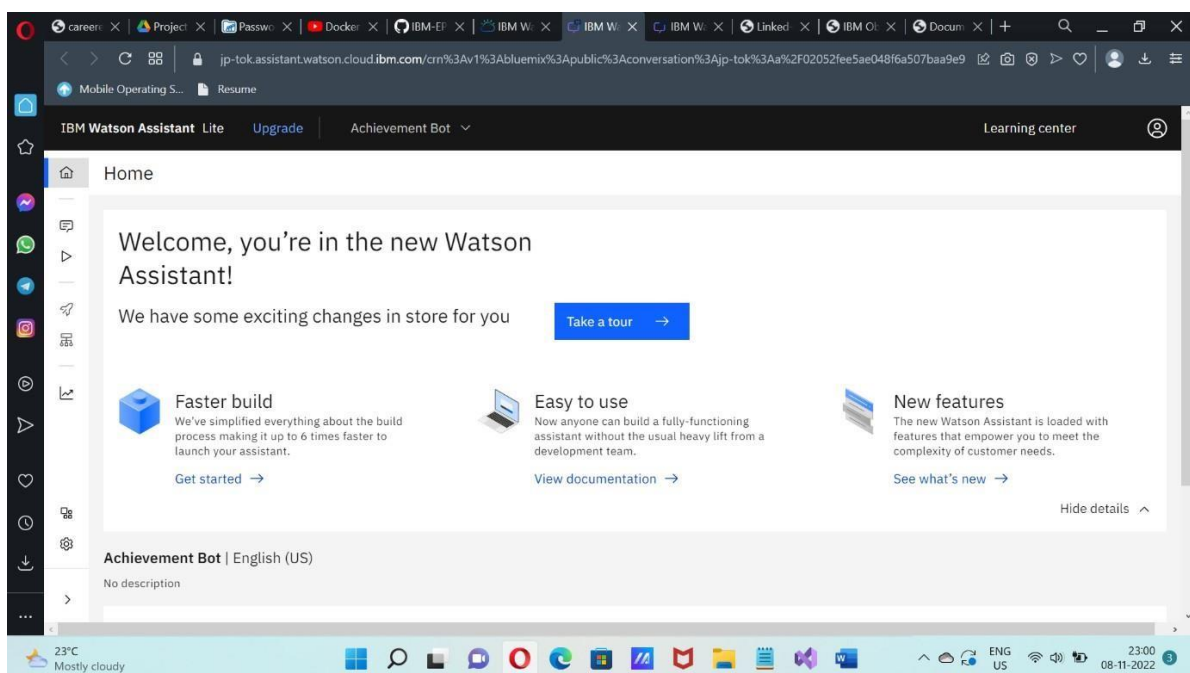 careere
Project
Passwo
Docker
IBM-EP
IBM Wa
IBM Wa
IBM Wa
Linked
IBM Ob
Docum
jp-tok.assistant.watson.cloud.ibm.com/crn%3Av1%3Abluemix%3Apublic%3Aconversation%3Ajp-tok%3Aa%2F02052fee5ae048f6a507baa9e9
Mobile Operating S...
Resume
IBM Watson Assistant Lite
Upgrade
Achievement Bot
Learning center
Home
Welcome, you're in the new Watson
Assistant!
We have some exciting changes in store for you
Take a tour →
Faster build
We've simplified everything about the build
process making it up to 6 times faster to
launch your assistant.
Get started →
Easy to use
Now anyone can build a fully-functioning
assistant without the usual heavy lift from a
development team.
View documentation →
New features
The new Watson Assistant is loaded with
features that empower you to meet the
complexity of customer needs.
See what's new →
Hide details
Achievement Bot | English (US)
No description
23°C
Mostly cloudy
ENG
US
23:00
08-11-2022
3